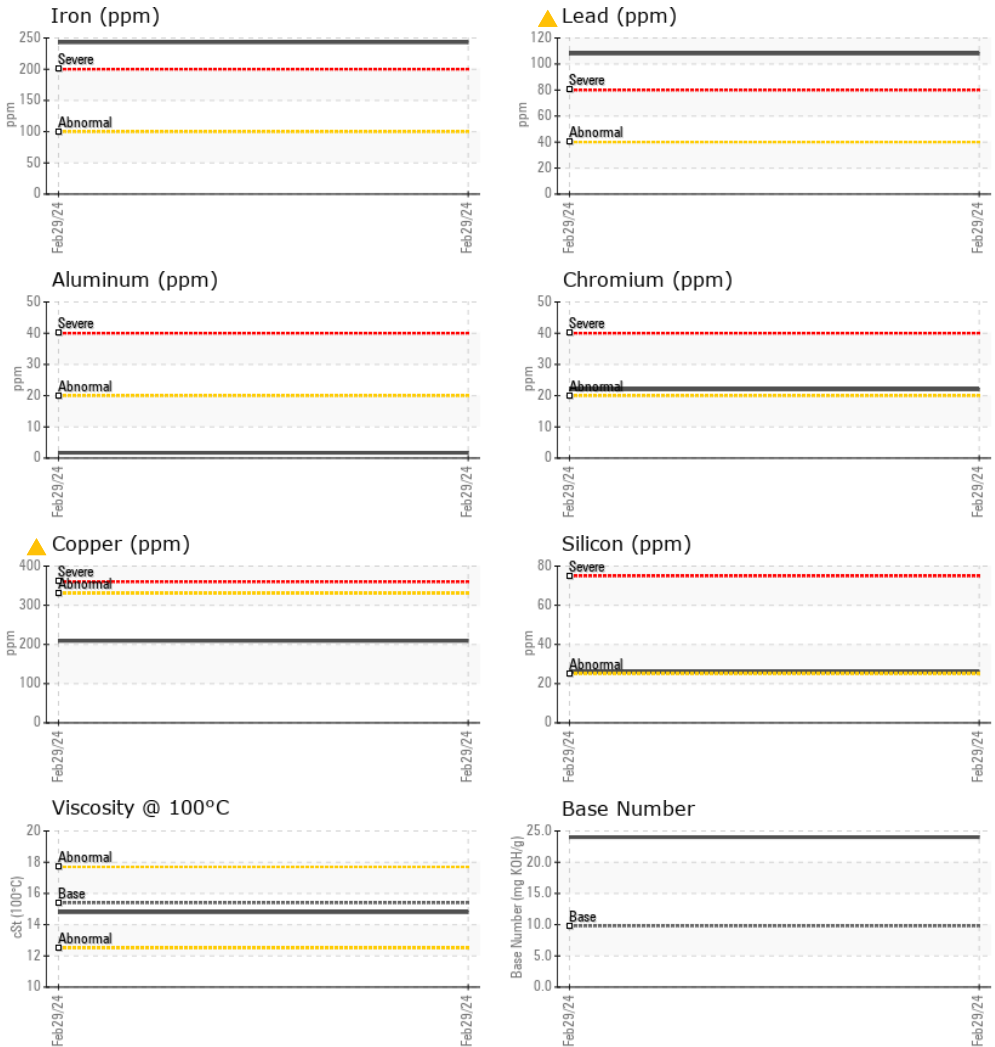 Iron (ppm)
250
200
150
100
50
0
ppm
Severe
Abnormal
Feb29/24
Feb29/24
Lead (ppm)
120
100
80
60
40
20
0
ppm
Severe
Abnormal
Feb29/24
Feb29/24
Aluminum (ppm)
50
40
30
20
10
0
ppm
Severe
Abnormal
Feb29/24
Feb29/24
Chromium (ppm)
50
40
30
20
10
0
ppm
Severe
Abnormal
Feb29/24
Feb29/24
Copper (ppm)
400
300
200
100
0
ppm
Severe
Abnormal
Feb29/24
Feb29/24
Silicon (ppm)
80
60
40
20
0
ppm
Severe
Abnormal
Feb29/24
Feb29/24
Viscosity @ 100°C
20
18
16
14
12
10
cSt (100°C)
Abnormal
Base
Abnormal
Feb29/24
Feb29/24
Base Number
25.0
20.0
15.0
10.0
5.0
0.0
Base Number (mg KOH/g)
Base
Feb29/24
Feb29/24